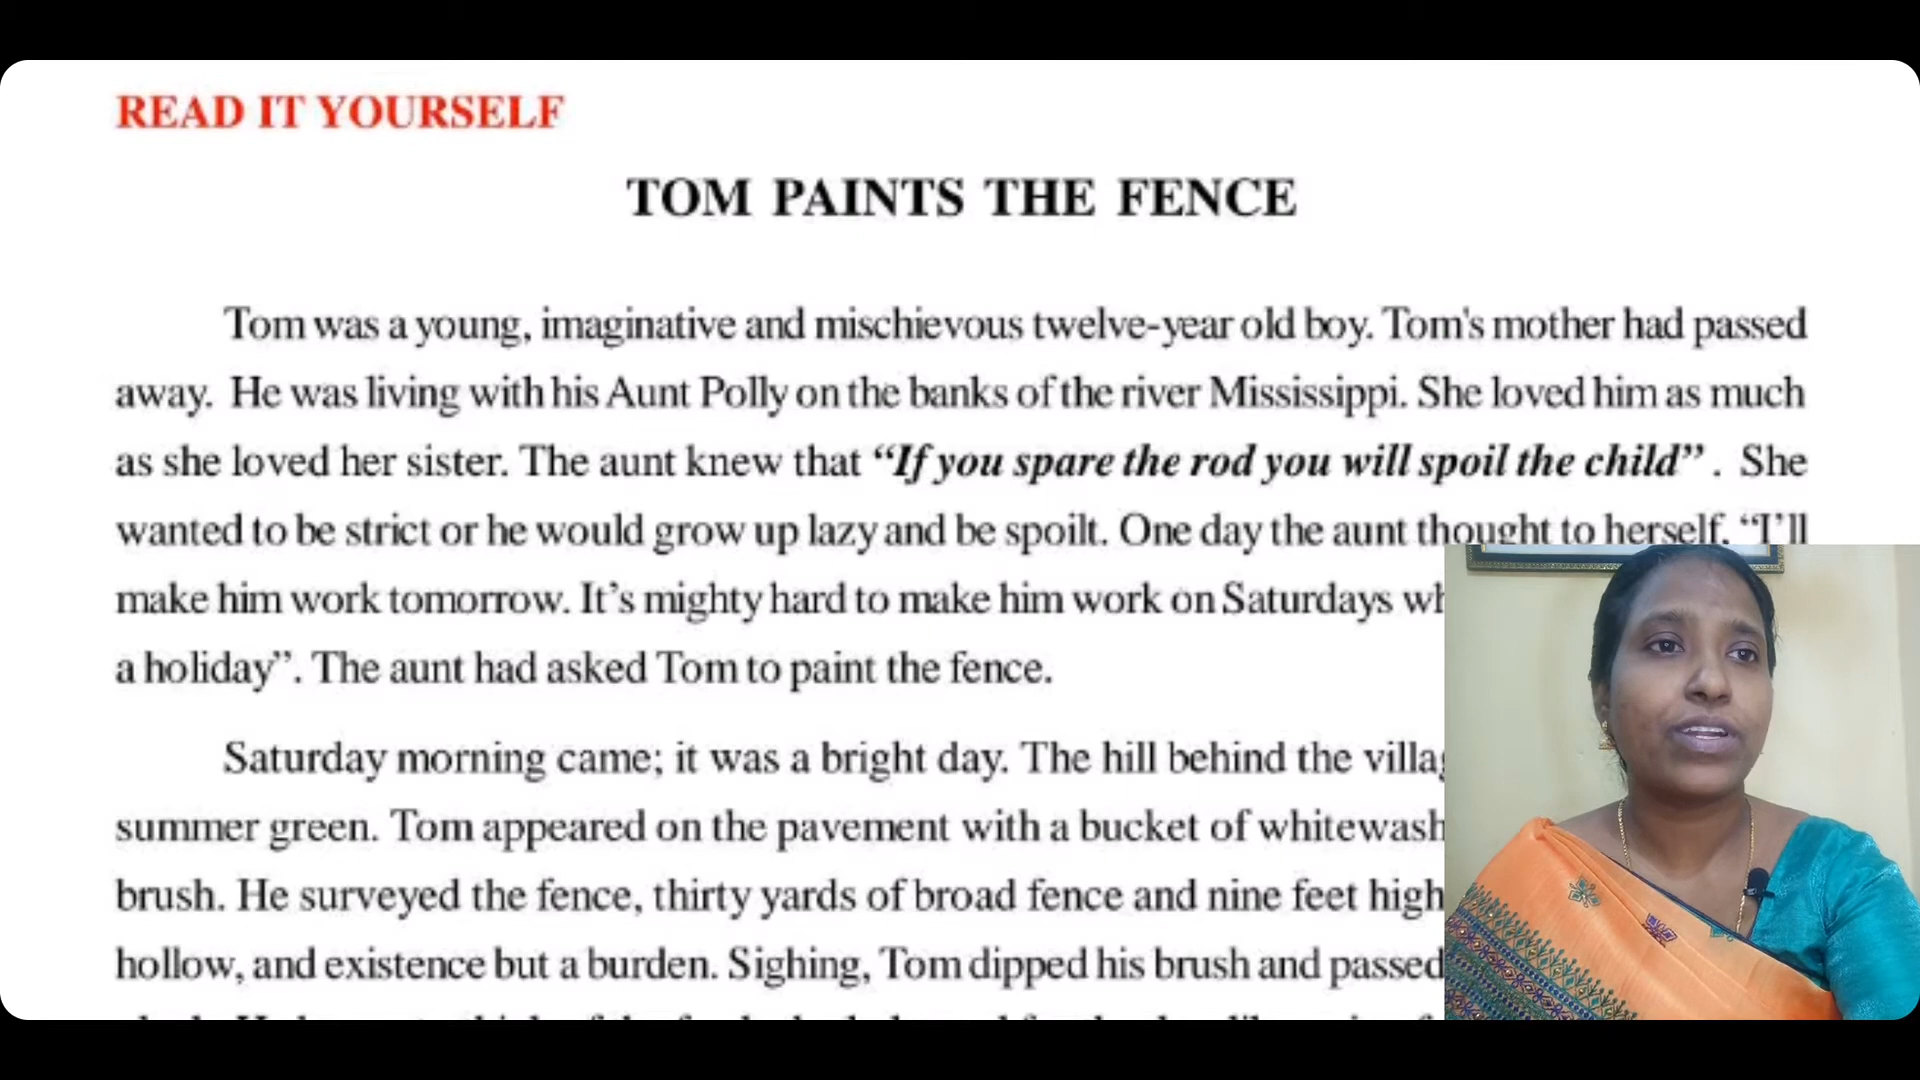 READ IT YOURSELF
TOM PAINTS THE FENCE
Tom was a young, imaginative and mischievous twelve-year old boy. Tom's mother had passed
away. He was living with his Aunt Polly on the banks of the river Mississippi. She loved him as much
as she loved her sister. The aunt knew that “If you spare the rod you will spoil the child” . She
wanted to be strict or he would grow up lazy and be spoilt. One day the aunt thought to herself, “I’ll
make him work tomorrow. It’s mighty hard to make him work on Saturdays
a holiday”. The aunt had asked Tom to paint the fence.
Saturday morning came; it was a bright day. The hill behind the
summer green. Tom appeared on the pavement with a bucket of whitewash
brush. He surveyed the fence, thirty yards of broad fence and nine feet high
hollow, and existence but a burden. Sighing, Tom dipped his brush and passed